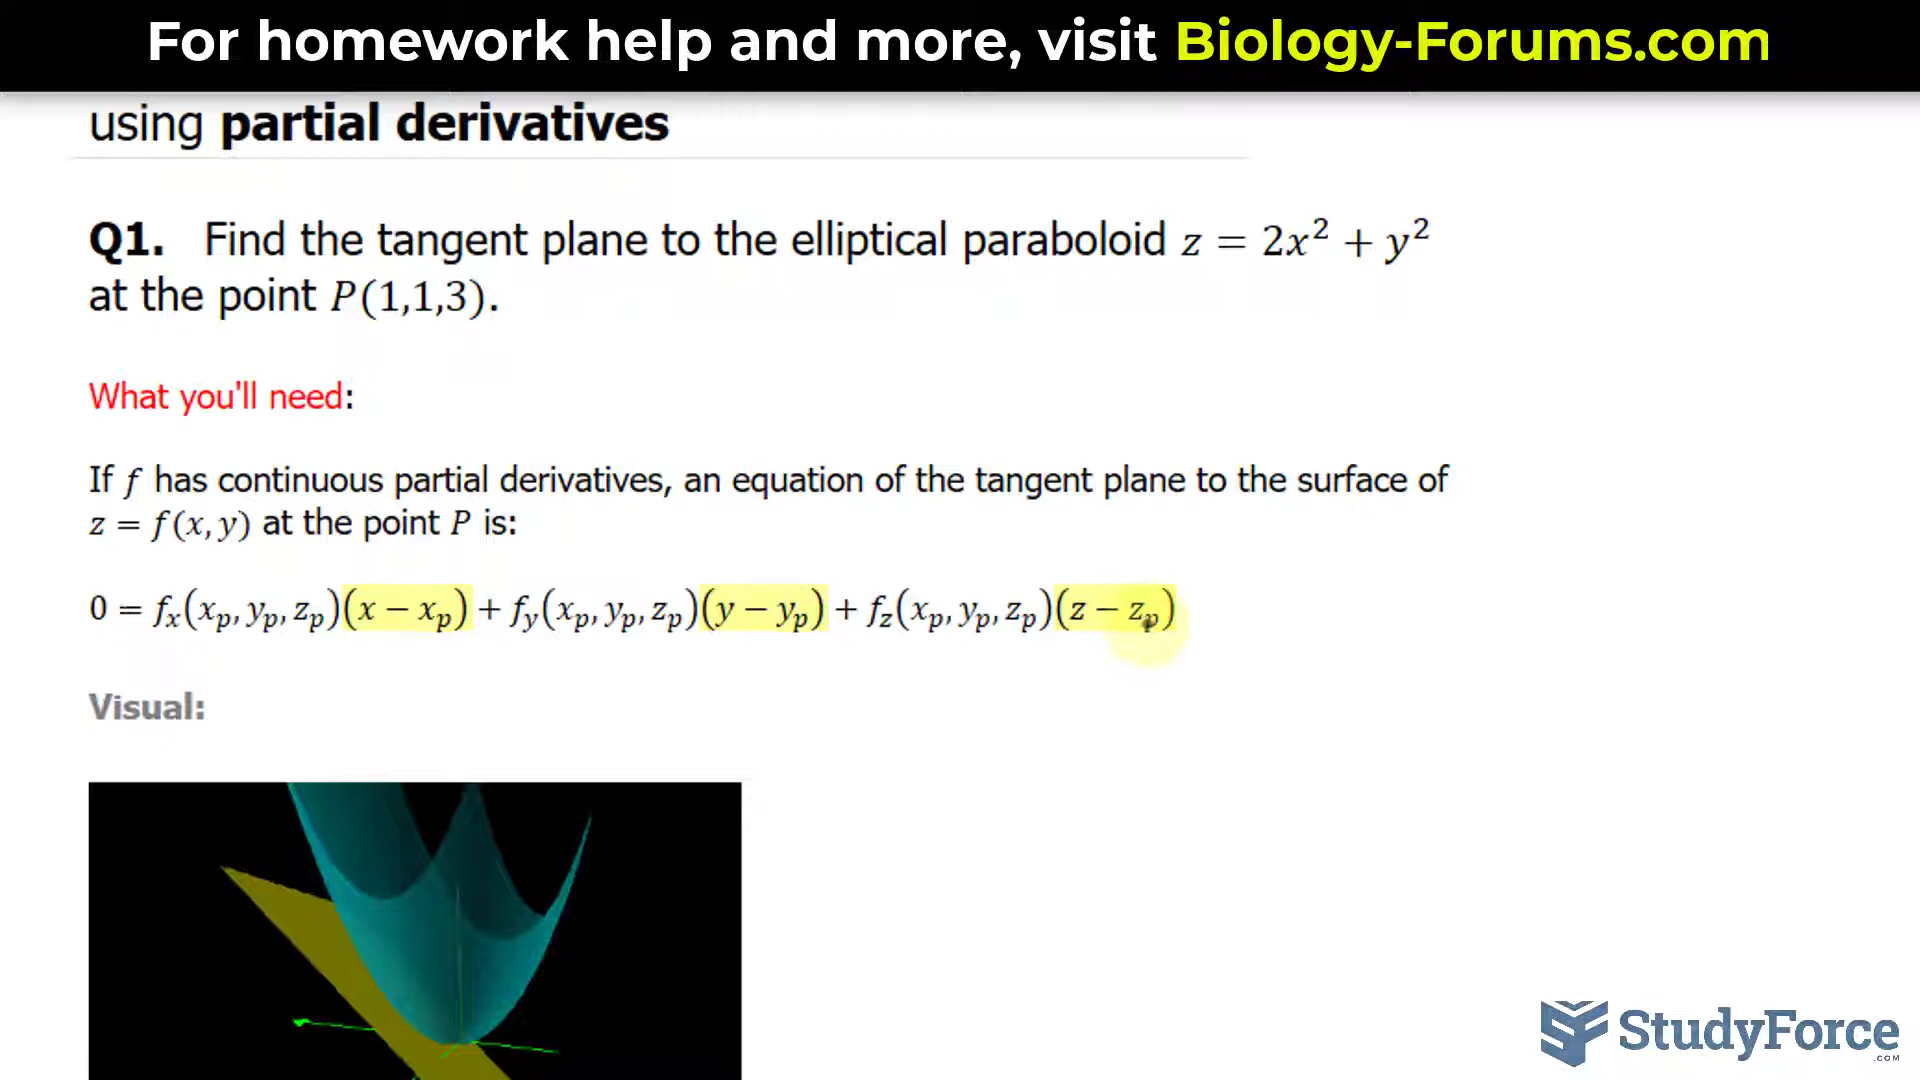 For homework help and more, visit Biology-Forums.com
using partial derivatives
Q1. Find the tangent plane to the elliptical paraboloid z = 2x² + y²
at the point P(1,1,3).
What you'll need:
If f has continuous partial derivatives, an equation of the tangent plane to the surface of
z = f(x, y) at the point P is:
0 = fₓ(xₚ, yₚ, zₚ)(x − xₚ) + f_y(xₚ, yₚ, zₚ)(y − yₚ) + f_z(xₚ, yₚ, zₚ)(z − zₚ)
Visual:
StudyForce
.COM